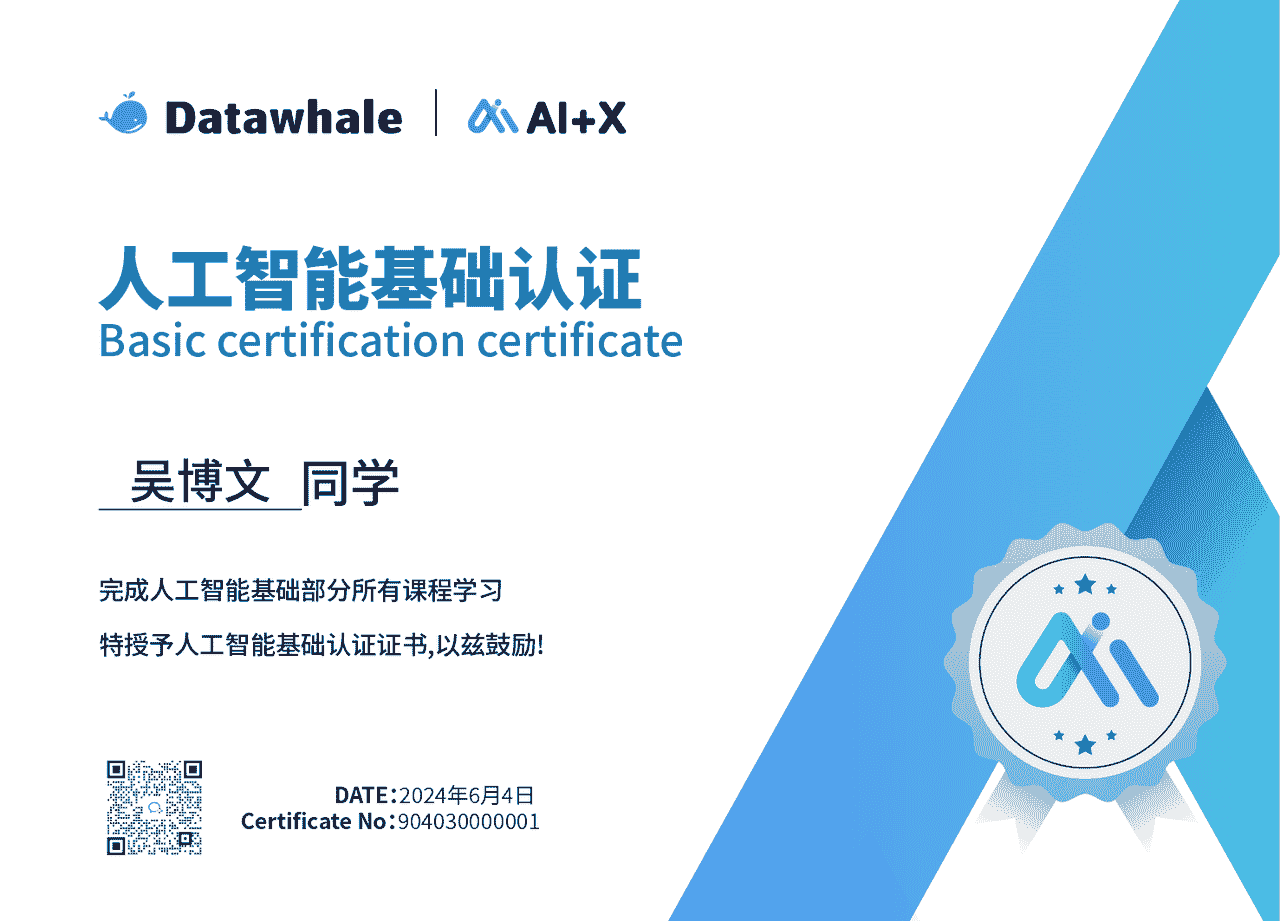 Datawhale | AI+X
人工智能基础认证
Basic certification certificate
吴博文 同学
完成人工智能基础部分所有课程学习
特授予人工智能基础认证证书,以兹鼓励!
DATE:2024年6月4日
Certificate No:904030000001